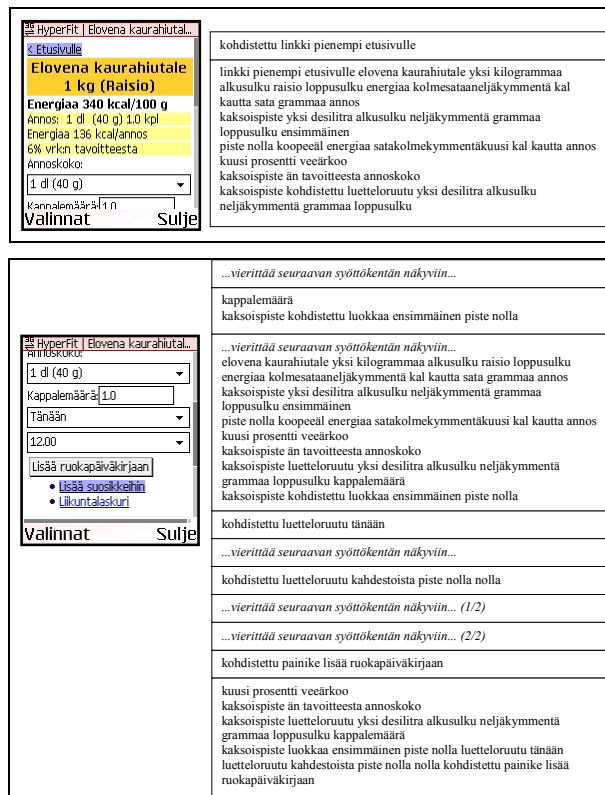 HyperFit | Elovena kaurahiutal...
< Etusivulle
Elovena kaurahiutale
1 kg (Raisio)
Energiaa 340 kcal/100 g
Annos: 1 dl (40 g) 1.0 kpl
Energiaa 136 kcal/annos
6% vrk:n tavoitteesta
Annoskoko:
1 dl (40 g)
Kappalemäärä: 1.0
Valinnat Sulje
kohdistettu linkki pienempi etusivulle
linkki pienempi etusivulle elovena kaurahiutale yksi kilogrammaa
alkusulku raisio loppusulku energiaa kolmesataaneljäkymmentä kal
kautta sata grammaa annos
kaksoispiste yksi desilitra alkusulku neljäkymmentä grammaa
loppusulku ensimmäinen
piste nolla koopeeäl energiaa satakolmekymmentäkuusi kal kautta annos
kuusi prosentti veeärkoo
kaksoispiste än tavoitteesta annoskoko
kaksoispiste kohdistettu luetteloruutu yksi desilitra alkusulku
neljäkymmentä grammaa loppusulku
HyperFit | Elovena kaurahiutal...
Annoskoko:
1 dl (40 g)
Kappalemäärä: 1.0
Tänään
12.00
Lisää ruokapäiväkirjaan
Lisää suosikkeihin
Liikuntalaskuri
Valinnat Sulje
...vierittää seuraavan syöttökentän näkyviin...
kappalemäärä
kaksoispiste kohdistettu luokkaa ensimmäinen piste nolla
...vierittää seuraavan syöttökentän näkyviin...
elovena kaurahiutale yksi kilogrammaa alkusulku raisio loppusulku
energiaa kolmesataaneljäkymmentä kal kautta sata grammaa annos
kaksoispiste yksi desilitra alkusulku neljäkymmentä grammaa
loppusulku ensimmäinen
piste nolla koopeeäl energiaa satakolmekymmentäkuusi kal kautta annos
kuusi prosentti veeärkoo
kaksoispiste än tavoitteesta annoskoko
kaksoispiste luetteloruutu yksi desilitra alkusulku neljäkymmentä
grammaa loppusulku kappalemäärä
kaksoispiste kohdistettu luokkaa ensimmäinen piste nolla
kohdistettu luetteloruutu tänään
...vierittää seuraavan syöttökentän näkyviin...
kohdistettu luetteloruutu kahdestoista piste nolla nolla
...vierittää seuraavan syöttökentän näkyviin... (1/2)
...vierittää seuraavan syöttökentän näkyviin... (2/2)
kohdistettu painike lisää ruokapäiväkirjaan
kuusi prosentti veeärkoo
kaksoispiste än tavoitteesta annoskoko
kaksoispiste luetteloruutu yksi desilitra alkusulku neljäkymmentä
grammaa loppusulku kappalemäärä
kaksoispiste luokkaa ensimmäinen piste nolla luetteloruutu tänään
luetteloruutu kahdestoista piste nolla nolla kohdistettu painike lisää
ruokapäiväkirjaan